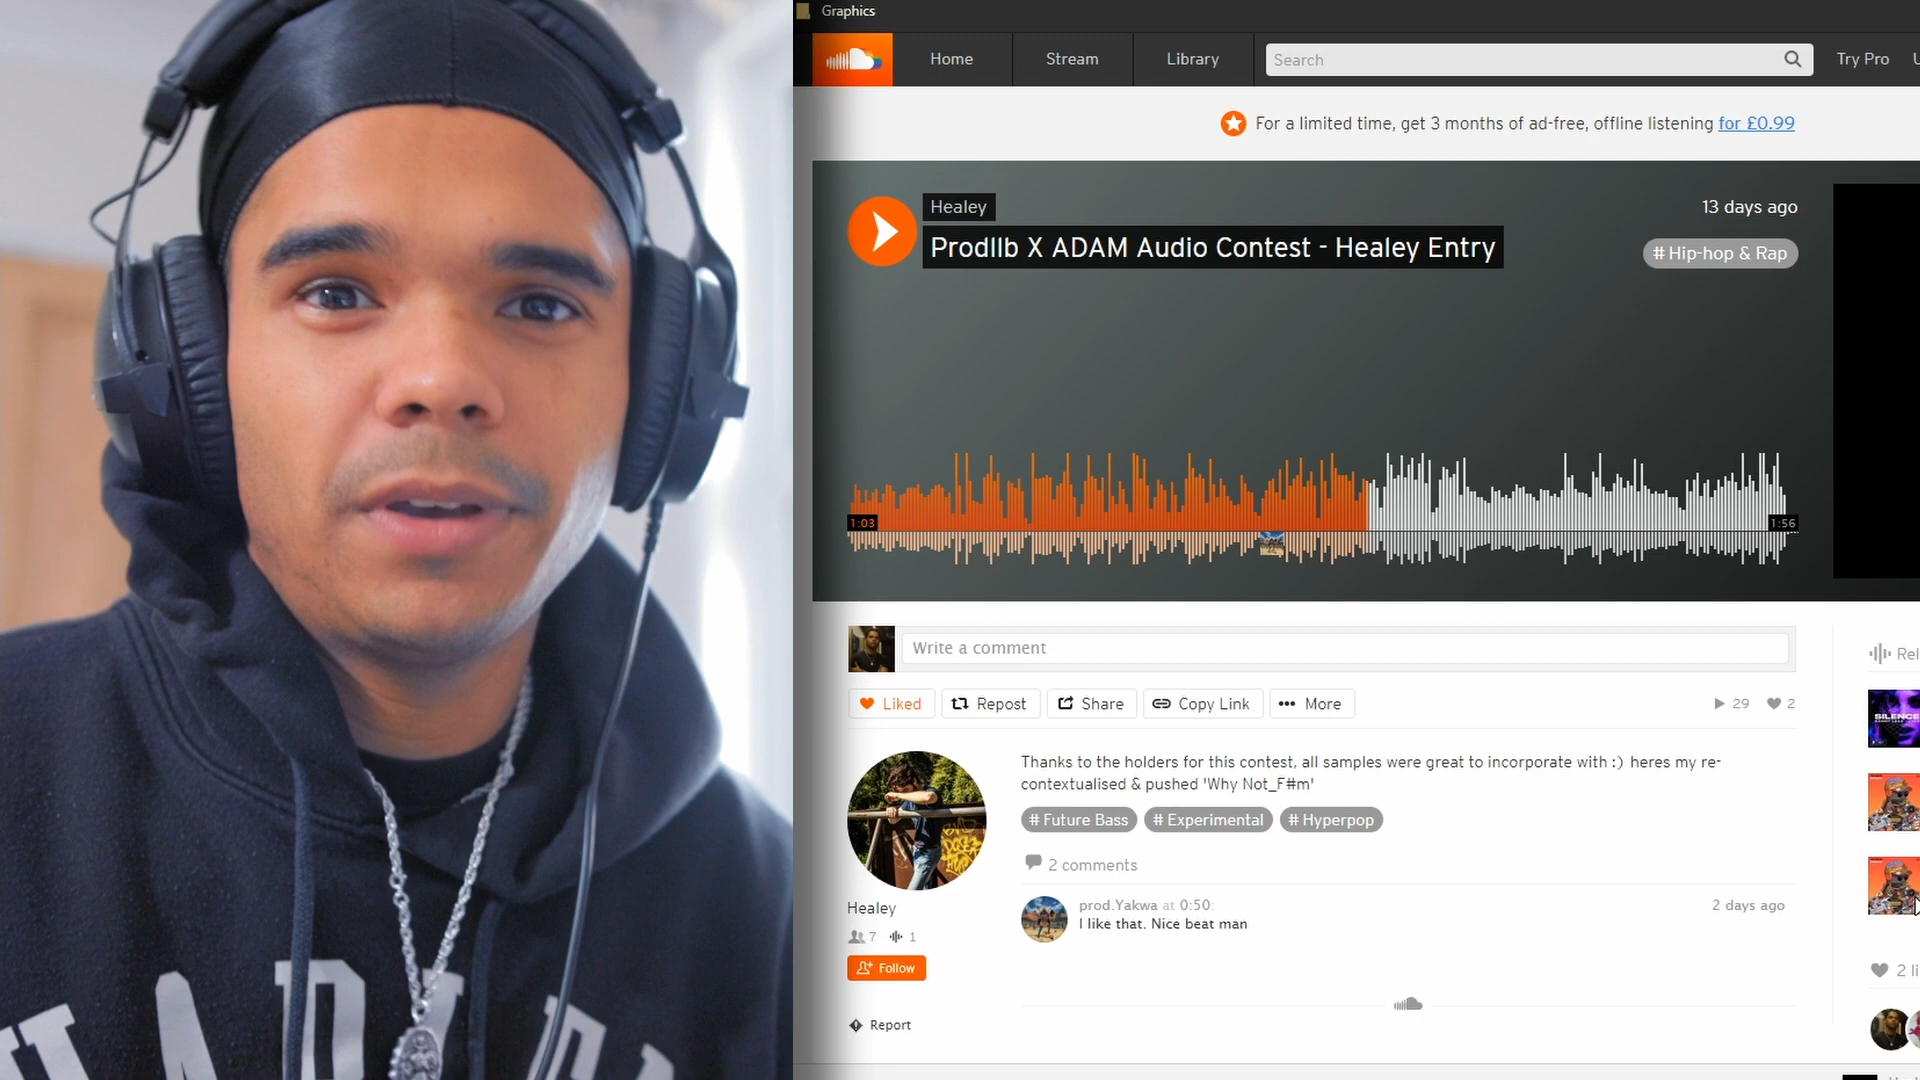 Graphics
Home
Stream
Library
Search
Try Pro
For a limited time, get 3 months of ad-free, offline listening for £0.99
Healey
13 days ago
ProdIIb X ADAM Audio Contest - Healey Entry
# Hip-hop & Rap
1:03
1:56
Write a comment
Liked
Repost
Share
Copy Link
More
29
2
Thanks to the holders for this contest, all samples were great to incorporate with :) heres my re-
contextualised & pushed 'Why Not_F#m'
# Future Bass
# Experimental
# Hyperpop
2 comments
prod.Yakwa at 0:50:
2 days ago
I like that. Nice beat man
Healey
7
1
Follow
Report
SILENCE
2 li